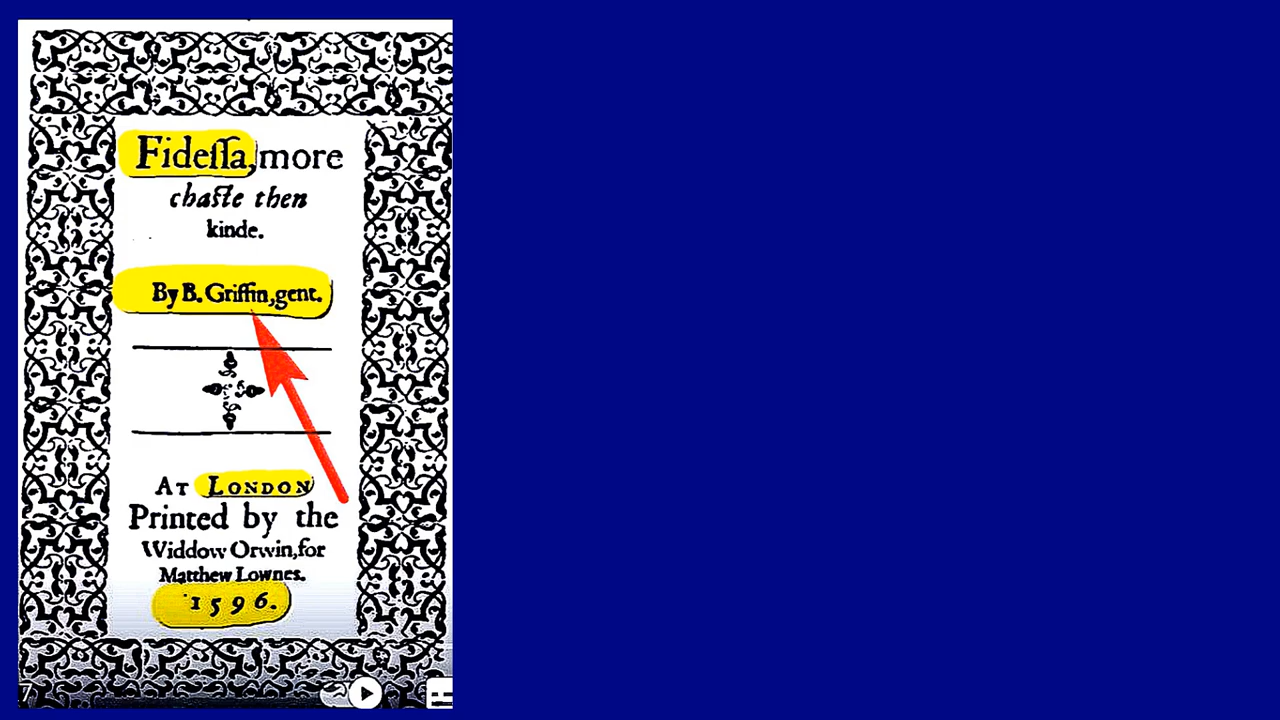 Fideſſa, more
chaſte then
kinde.
By B. Griffin, gent.
AT LONDON
Printed by the
Widdow Orwin, for
Matthew Lownes.
1596.
7